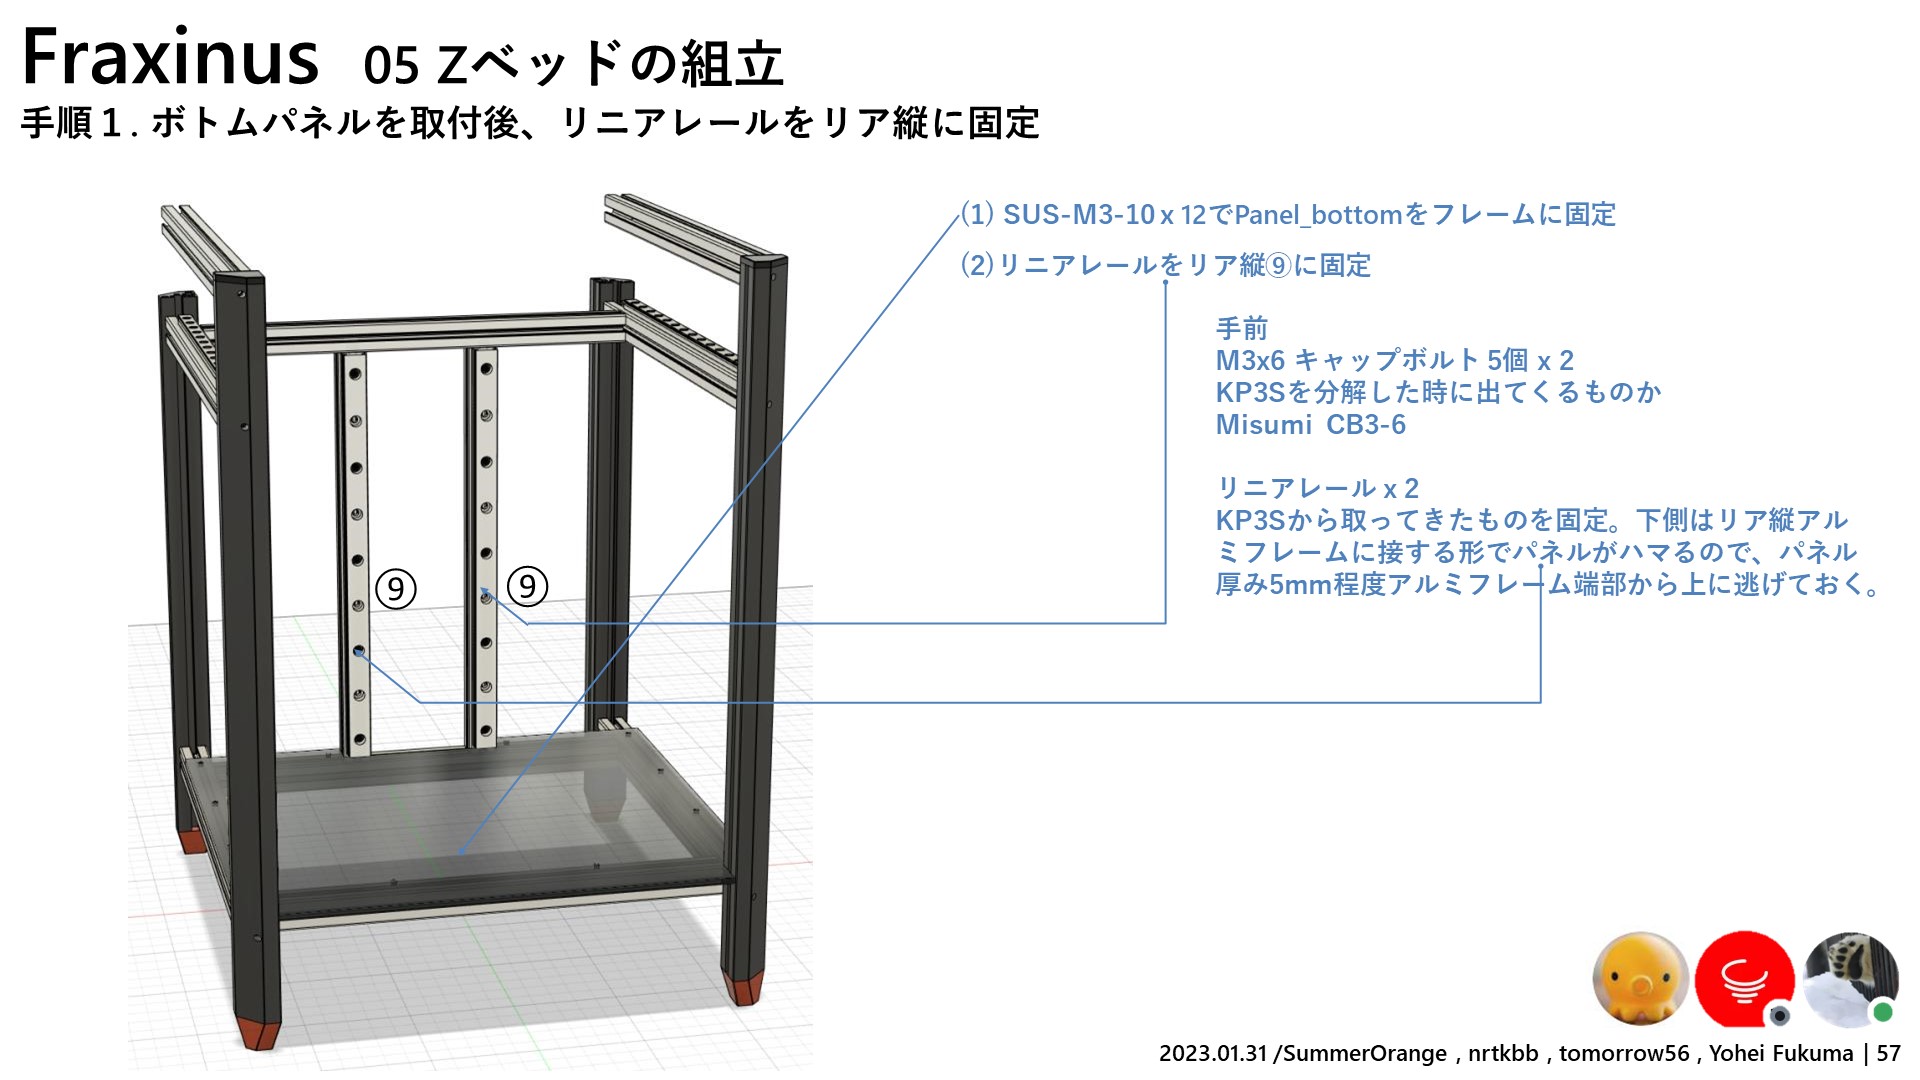 Fraxinus 05 Zベッドの組立
手順１. ボトムパネルを取付後、リニアレールをリア縦に固定
(1) SUS-M3-10 x 12でPanel_bottomをフレームに固定
(2)リニアレールをリア縦⑨に固定
手前
M3x6 キャップボルト 5個 x 2
KP3Sを分解した時に出てくるものか
Misumi CB3-6
リニアレール x 2
KP3Sから取ってきたものを固定。下側はリア縦アル
ミフレームに接する形でパネルがハマるので、パネル
厚み5mm程度アルミフレーム端部から上に逃げておく。
⑨ ⑨
2023.01.31 /SummerOrange , nrtkbb , tomorrow56 , Yohei Fukuma | 57